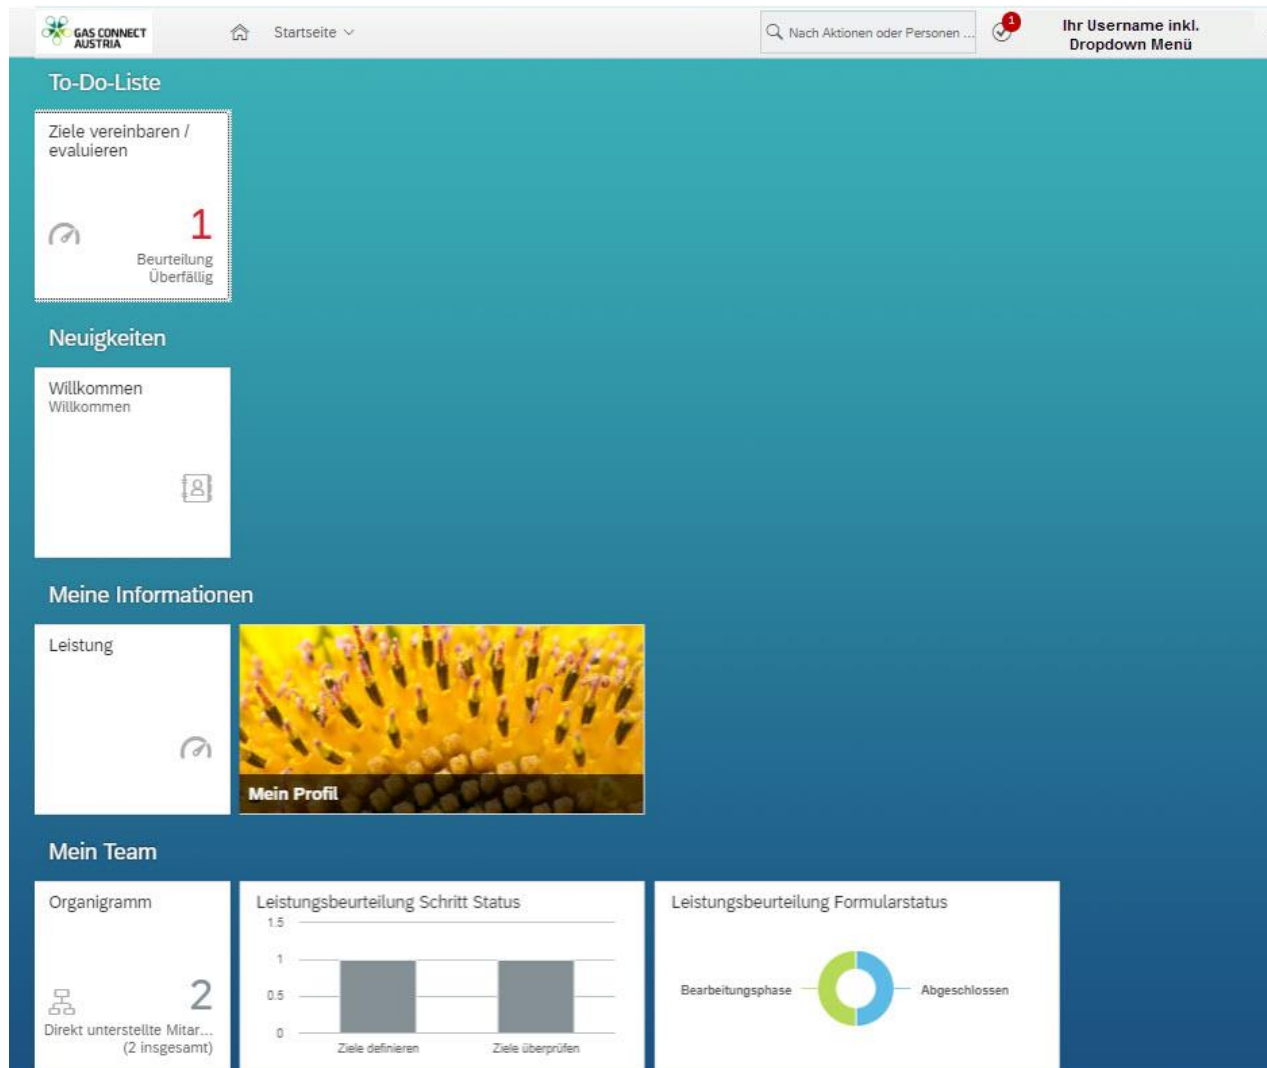 GAS CONNECT
AUSTRIA
Startseite
Nach Aktionen oder Personen ...
1
Ihr Username inkl.
Dropdown Menü
To-Do-Liste
Ziele vereinbaren /
evaluieren
1
Beurteilung
Überfällig
Neuigkeiten
Willkommen
Willkommen
Meine Informationen
Leistung
Mein Profil
Mein Team
Organigramm
2
Direkt unterstellte Mitar...
(2 insgesamt)
Leistungsbeurteilung Schritt Status
1.5
1
0.5
0
Ziele definieren
Ziele überprüfen
Leistungsbeurteilung Formularstatus
Bearbeitungsphase
Abgeschlossen